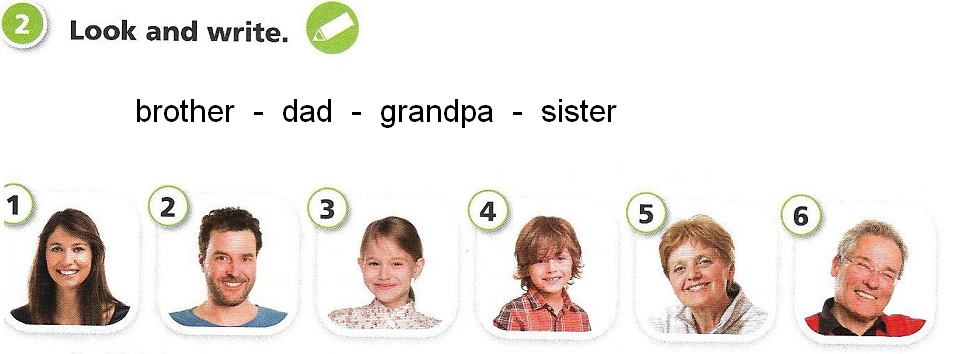 2 Look and write.
brother - dad - grandpa - sister
1 2 3 4 5 6